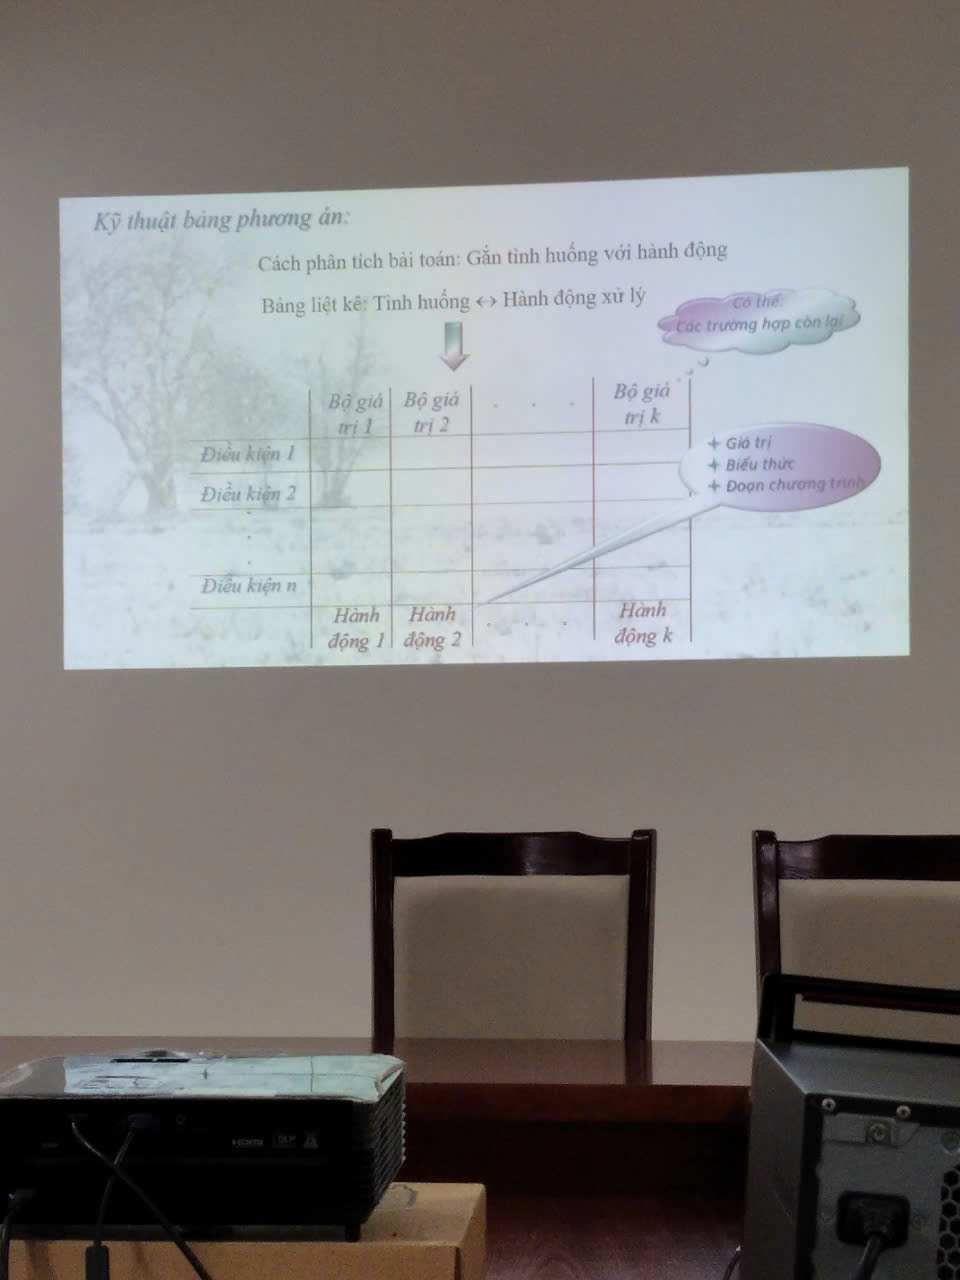 Kỹ thuật bảng phương án:
Cách phân tích bài toán: Gắn tình huống với hành động
Bảng liệt kê: Tình huống ↔ Hành động xử lý
Có thể:
Các trường hợp còn lại
Bộ giá trị 1
Bộ giá trị 2
. . .
Bộ giá trị k
Điều kiện 1
Giá trị
Biểu thức
Đoạn chương trình
Điều kiện 2
.
.
Điều kiện n
Hành động 1
Hành động 2
. . .
Hành động k
HDMI
DLP